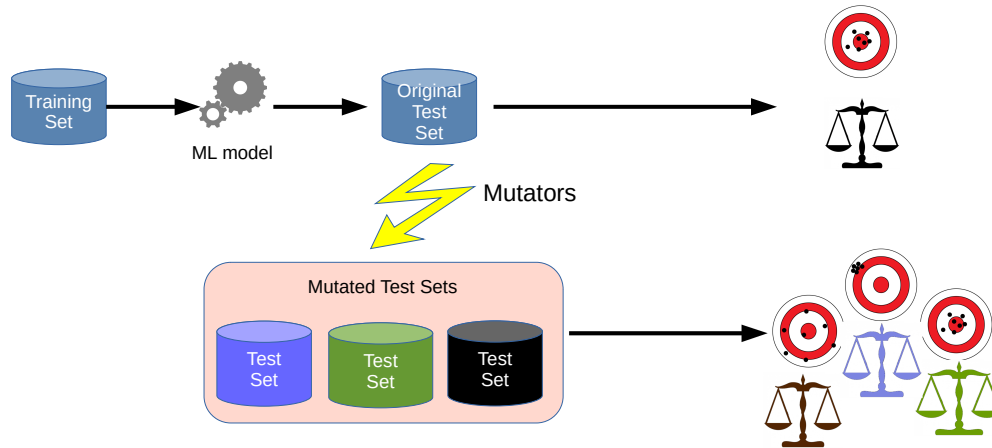 Training
Set
ML model
Original
Test
Set
Mutators
Mutated Test Sets
Test
Set
Test
Set
Test
Set